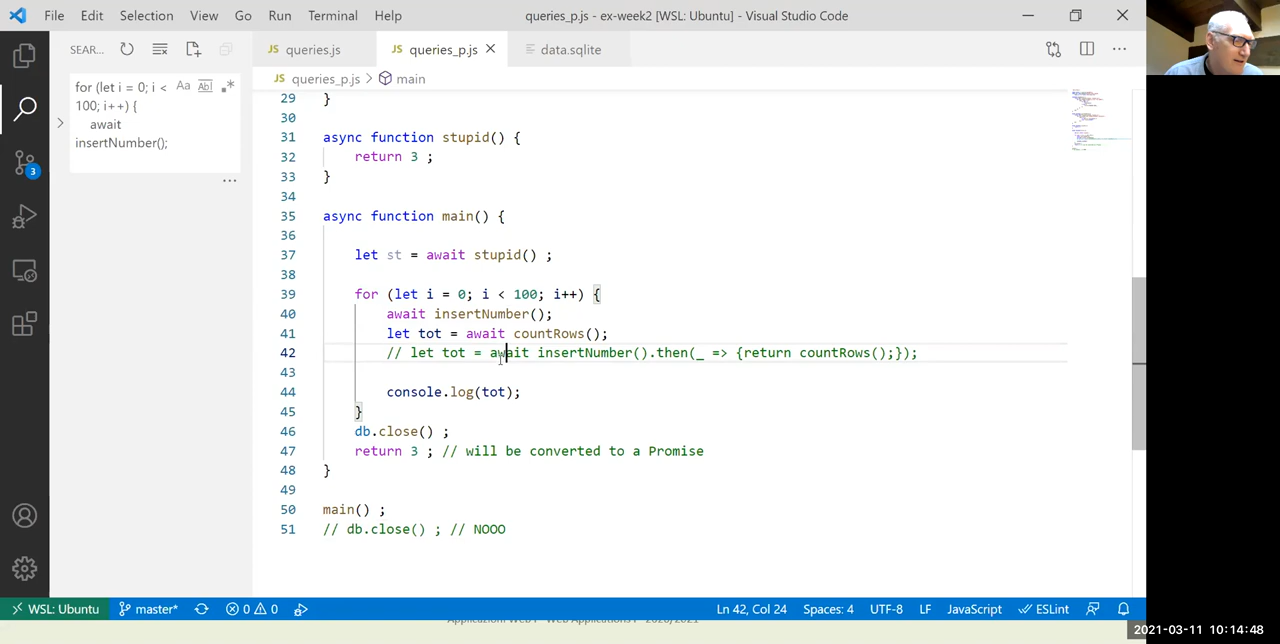 File Edit Selection View Go Run Terminal Help queries_p.js - ex-week2 [WSL: Ubuntu] - Visual Studio Code
SEAR...
JS queries.js JS queries_p.js data.sqlite
JS queries_p.js > main
for (let i = 0; i < 100; i++) {
await
insertNumber();
Aa Abl .*
29 }
30
31 async function stupid() {
32 return 3 ;
33 }
34
35 async function main() {
36
37 let st = await stupid() ;
38
39 for (let i = 0; i < 100; i++) {
40 await insertNumber();
41 let tot = await countRows();
42 // let tot = await insertNumber().then(_ => {return countRows();});
43
44 console.log(tot);
45 }
46 db.close() ;
47 return 3 ; // will be converted to a Promise
48 }
49
50 main() ;
51 // db.close() ; // NOOO
3
WSL: Ubuntu master* 0 0 Ln 42, Col 24 Spaces: 4 UTF-8 LF JavaScript ESLint
Applicazioni Web I - Web Applications I - 2020/2021
2021-03-11 10:14:48